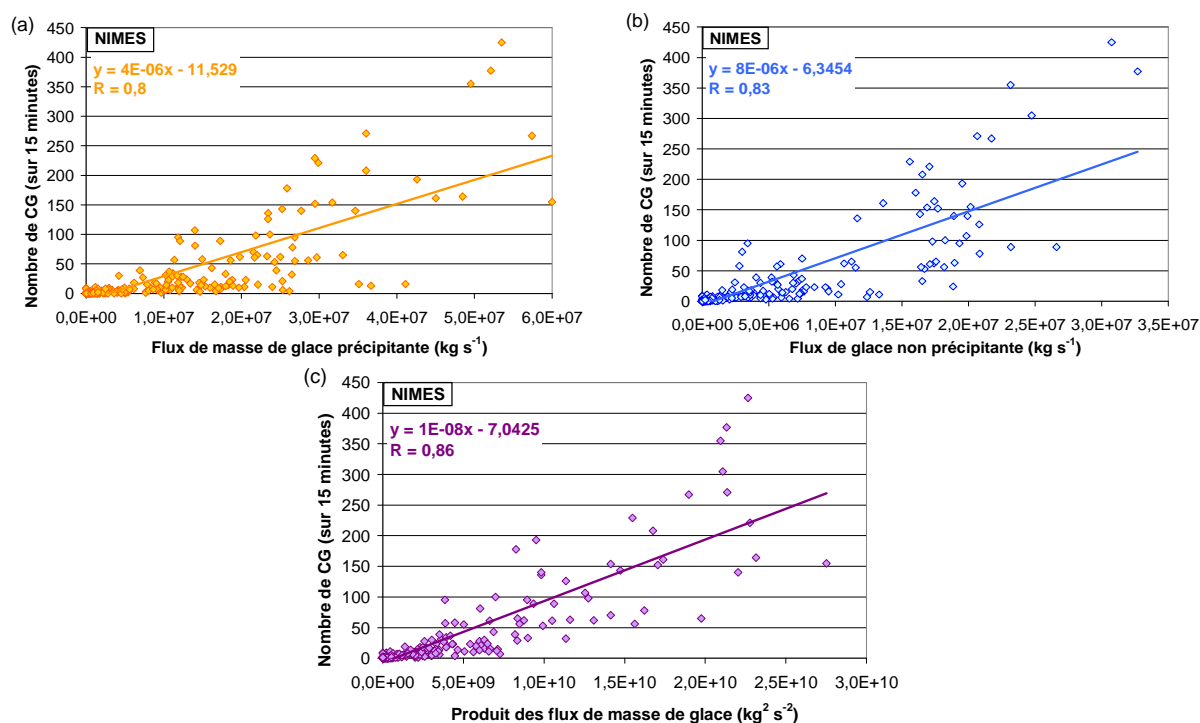 (a)
NIMES
y = 4E-06x - 11,529
R = 0,8
Nombre de CG (sur 15 minutes)
450
400
350
300
250
200
150
100
50
0
0,0E+00 1,0E+07 2,0E+07 3,0E+07 4,0E+07 5,0E+07 6,0E+07
Flux de masse de glace précipitante (kg s⁻¹)
(b)
NIMES
y = 8E-06x - 6,3454
R = 0,83
Nombre de CG (sur 15 minutes)
450
400
350
300
250
200
150
100
50
0
0,0E+00 5,0E+06 1,0E+07 1,5E+07 2,0E+07 2,5E+07 3,0E+07 3,5E+07
Flux de glace non précipitante (kg s⁻¹)
(c)
NIMES
y = 1E-08x - 7,0425
R = 0,86
Nombre de CG (sur 15 minutes)
450
400
350
300
250
200
150
100
50
0
0,0E+00 5,0E+09 1,0E+10 1,5E+10 2,0E+10 2,5E+10 3,0E+10
Produit des flux de masse de glace (kg² s⁻²)